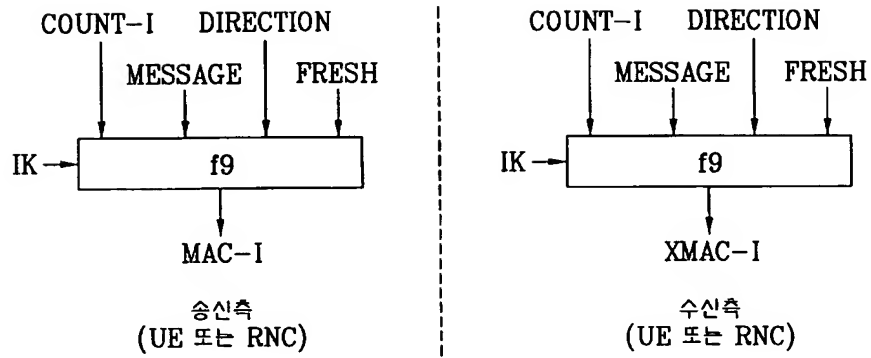 COUNT-I DIRECTION
MESSAGE FRESH
IK
f9
MAC-I
송신측
(UE 또는 RNC)
COUNT-I DIRECTION
MESSAGE FRESH
IK
f9
XMAC-I
수신측
(UE 또는 RNC)